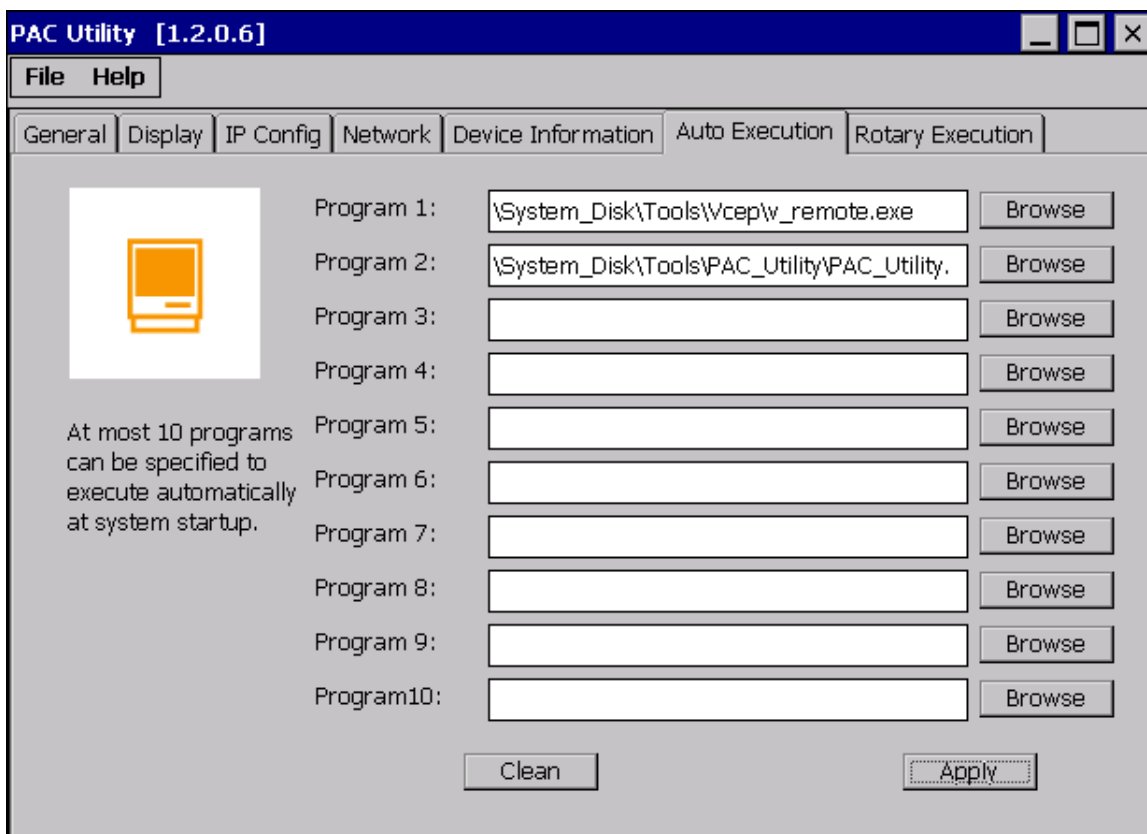 PAC Utility [1.2.0.6]
File Help
General Display IP Config Network Device Information Auto Execution Rotary Execution
Program 1: \System_Disk\Tools\Vcep\v_remote.exe Browse
Program 2: \System_Disk\Tools\PAC_Utility\PAC_Utility. Browse
Program 3: Browse
Program 4: Browse
Program 5: Browse
Program 6: Browse
Program 7: Browse
Program 8: Browse
Program 9: Browse
Program10: Browse
At most 10 programs
can be specified to
execute automatically
at system startup.
Clean Apply